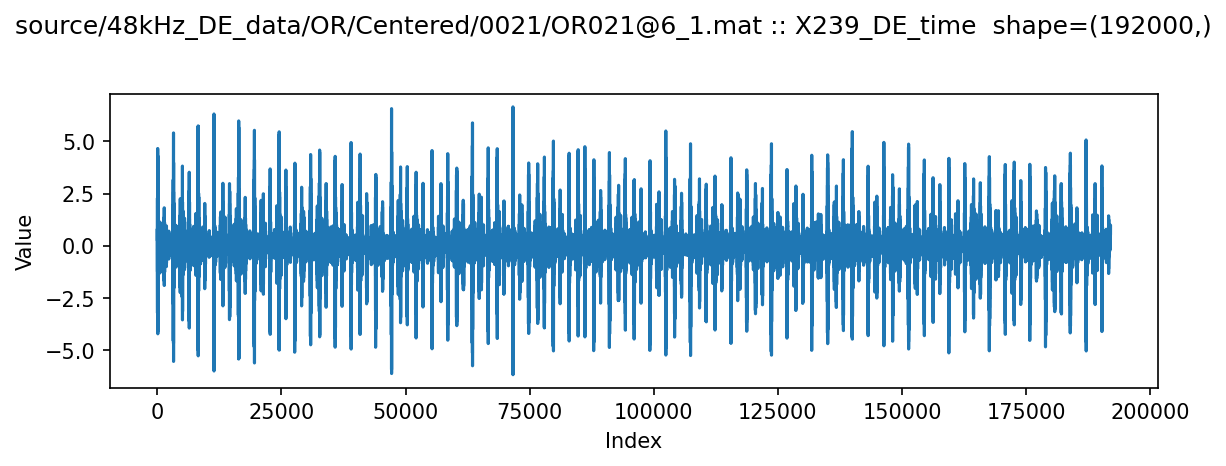 source/48kHz_DE_data/OR/Centered/0021/OR021@6_1.mat :: X239_DE_time  shape=(192000,)
5.0
2.5
0.0
−2.5
−5.0
Value
0 25000 50000 75000 100000 125000 150000 175000 200000
Index